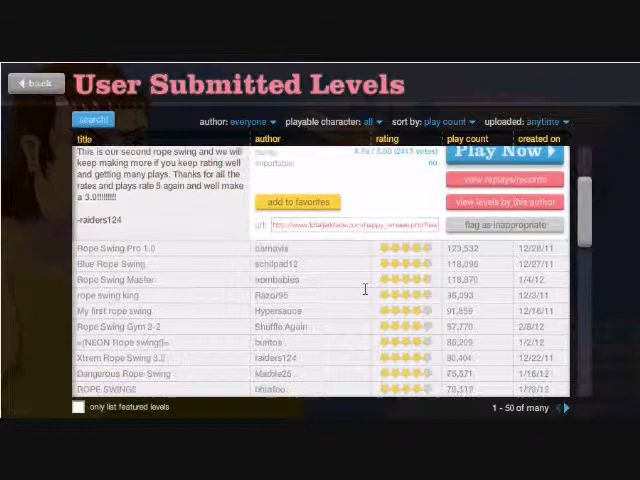 back
User Submitted Levels
search!
author: everyone
playable character: all
sort by: play count
uploaded: anytime
title author rating play count created on
This is our second rope swing and we will
keep making more if you keep rating well
and getting many plays. Thanks for all the
rates and plays rate 5 again and well make
a 3.0!!!!!!!!!
-raiders124
importable: no
add to favorites
url:
Play Now
view replays/records
view levels by this author
flag as inappropriate
Rope Swing Pro 1.0 carnavis 123,532 12/28/11
Blue Rope Swing schilpad12 118,096 12/27/11
Rope Swing Master nombabies 118,870 1/4/12
rope swing king Razor95 96,093 12/3/11
My first rope swing Hypersauce 91,859 12/16/11
Rope Swing Gym 2-2 Shuffle Again 57,770 2/8/12
=(NEON Rope swing!)= buritos 86,209 1/2/12
Xtrem Rope Swing 3.0 raiders124 80,404 12/22/11
Dangerous Rope Swing Marble25 1/16/12
ROPE SWING!!
only list featured levels
1 - 50 of many